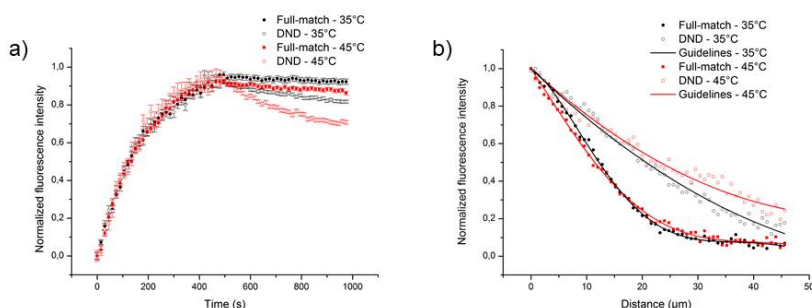 a)
Full-match - 35°C
DND - 35°C
Full-match - 45°C
DND - 45°C
1,0
0,8
0,6
0,4
0,2
0,0
Normalized fluorescence intensity
0 200 400 600 800 1000
Time (s)
b)
Full-match - 35°C
DND - 35°C
Guidelines - 35°C
Full-match - 45°C
DND - 45°C
Guidelines - 45°C
1,0
0,8
0,6
0,4
0,2
0,0
Normalized fluorescence intensity
0 10 20 30 40 50
Distance (um)